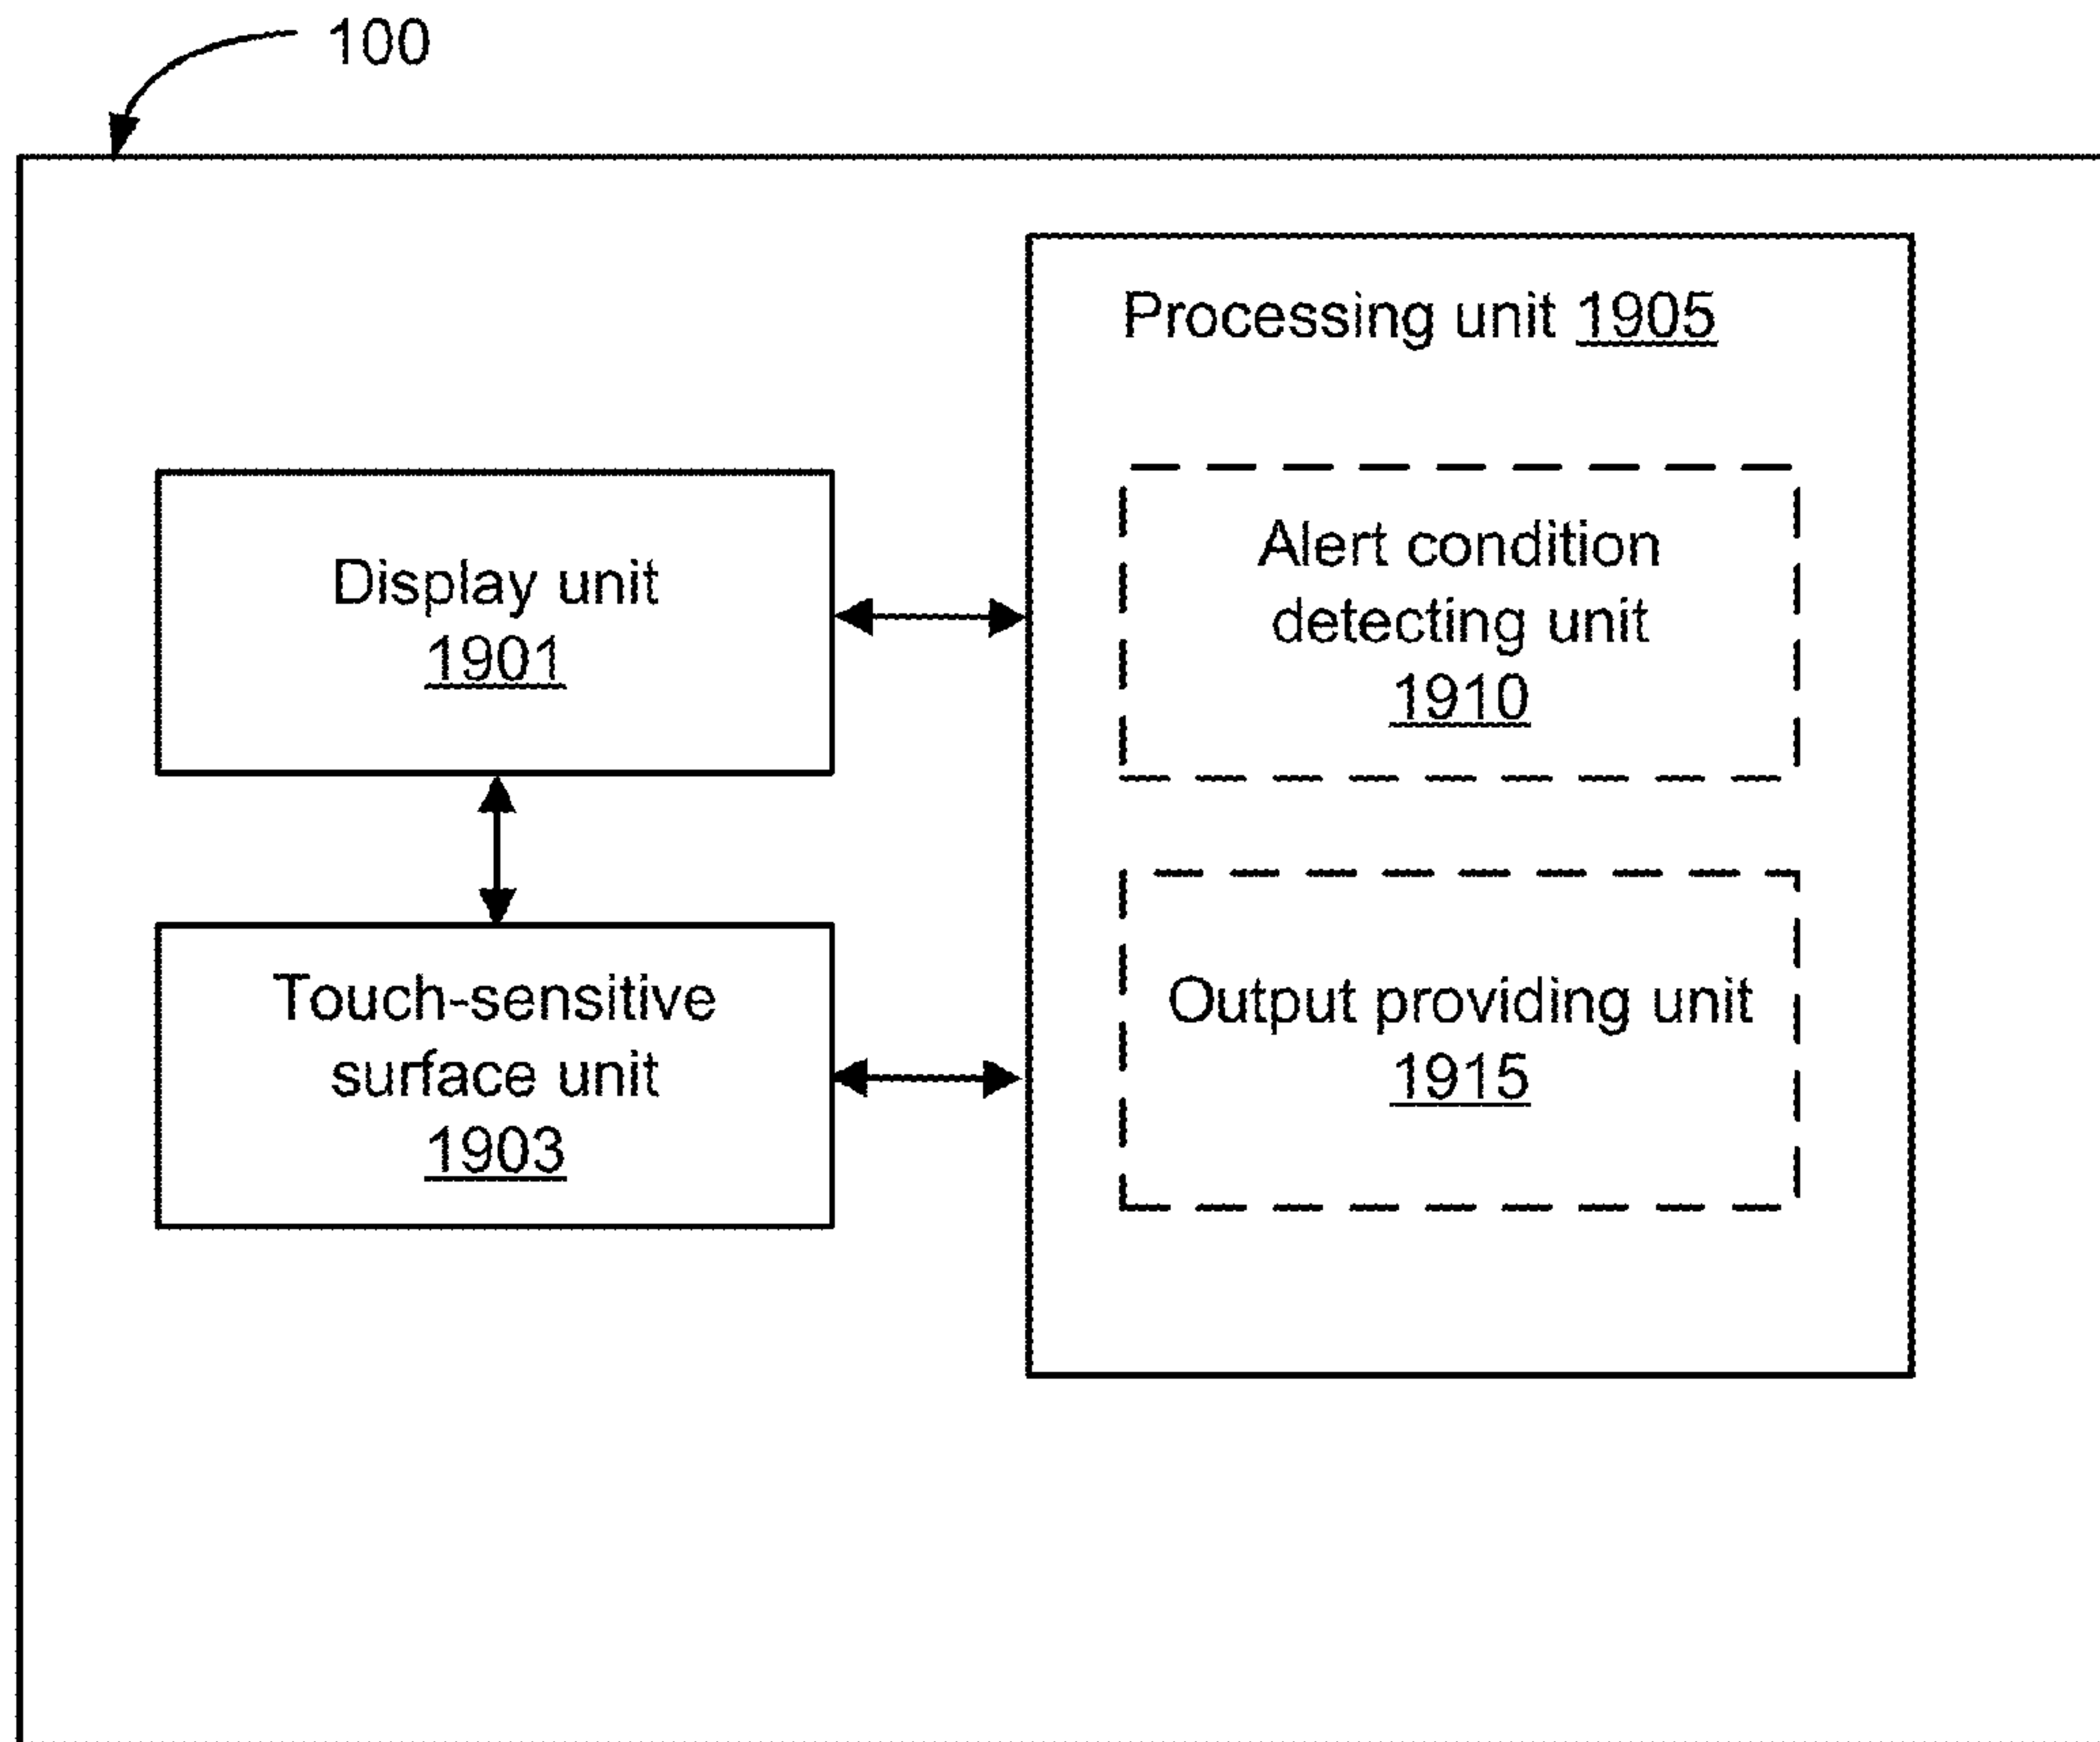 100
Processing unit 1905
Display unit
1901
Alert condition
detecting unit
1910
Touch-sensitive
surface unit
1903
Output providing unit
1915